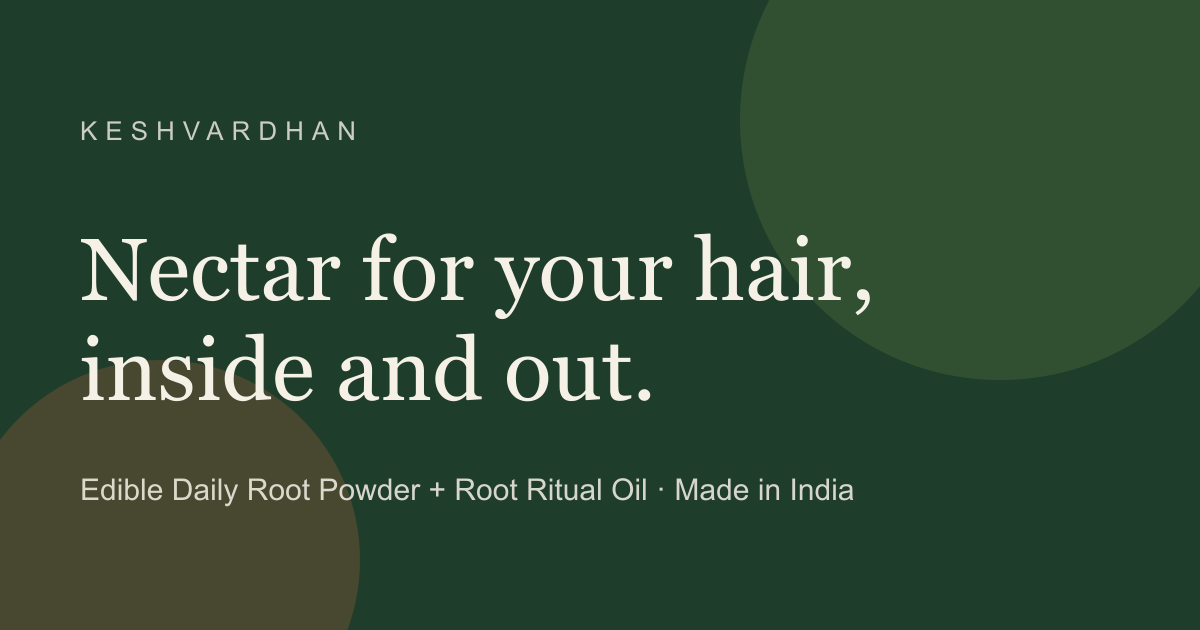 KESHVARDHAN
Nectar for your hair,
inside and out.
Edible Daily Root Powder + Root Ritual Oil · Made in India